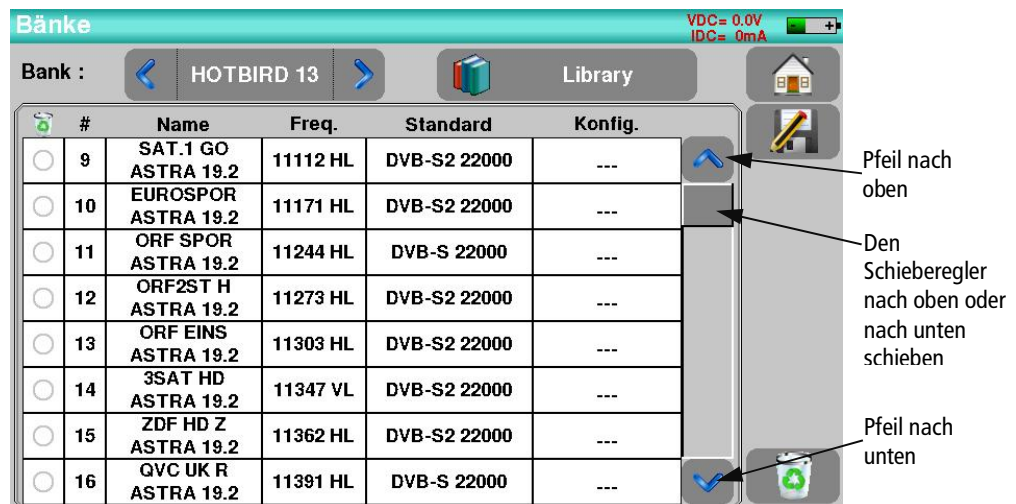 Bänke
VDC= 0.0V
IDC= 0mA
Bank :
HOTBIRD 13
Library
# Name Freq. Standard Konfig.
9 SAT.1 GO ASTRA 19.2 11112 HL DVB-S2 22000 ---
10 EUROSPOR ASTRA 19.2 11171 HL DVB-S2 22000 ---
11 ORF SPOR ASTRA 19.2 11244 HL DVB-S 22000 ---
12 ORF2ST H ASTRA 19.2 11273 HL DVB-S2 22000 ---
13 ORF EINS ASTRA 19.2 11303 HL DVB-S2 22000 ---
14 3SAT HD ASTRA 19.2 11347 VL DVB-S2 22000 ---
15 ZDF HD Z ASTRA 19.2 11362 HL DVB-S2 22000 ---
16 QVC UK R ASTRA 19.2 11391 HL DVB-S 22000 ---
Pfeil nach
oben
Den
Schieberegler
nach oben oder
nach unten
schieben
Pfeil nach
unten